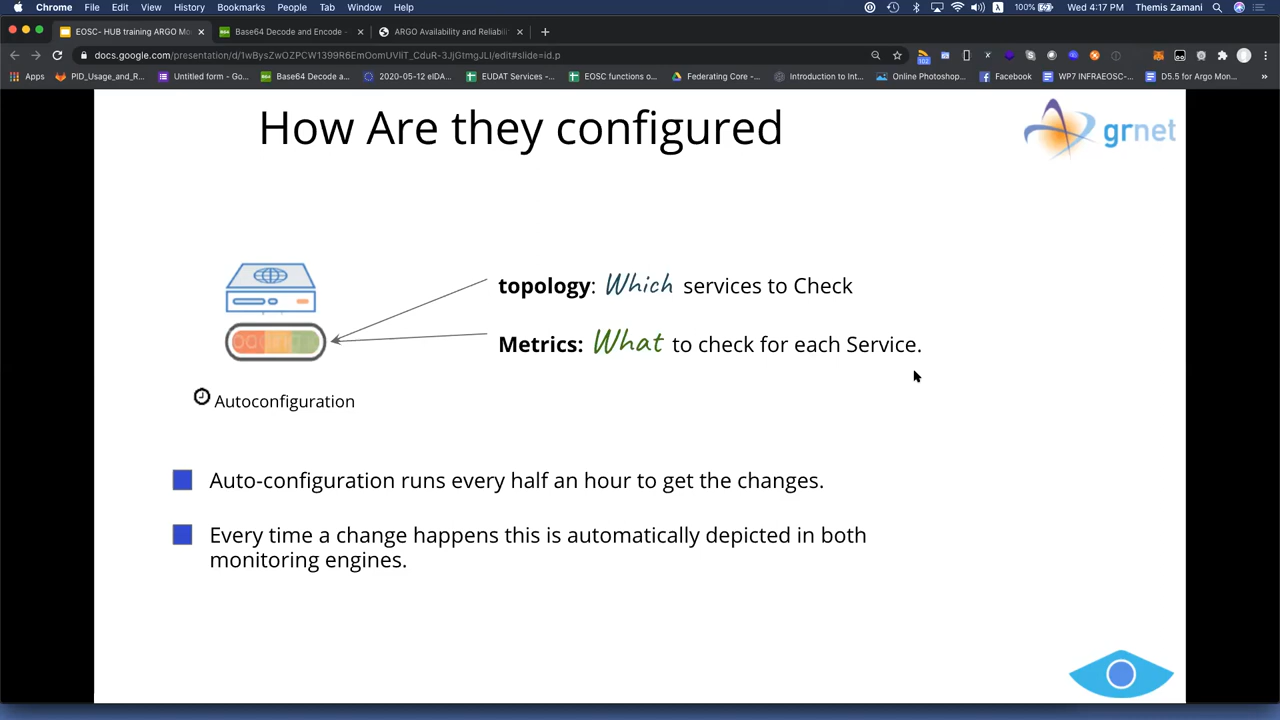 Chrome File Edit View History Bookmarks People Tab Window Help 100% Wed 4:17 PM Themis Zamani
EOSC- HUB training ARGO Mo Base64 Decode and Encode - ARGO Availability and Reliabili
docs.google.com/presentation/d/1wBysZwOZPCW1399R6EmOnmUVliT_CduR-3JjGtmgJLI/edit#slide=id.p
102
Apps PID_Usage_and_R... Untitled form - Go... Base64 Decode a... 2020-05-12 eIDA... EUDAT Services -... EOSC functions o... Federating Core -... Introduction to Int... Online Photoshop... Facebook WP7 INFRAEOSC-... D5.5 for Argo Mon... »
How Are they configured
grnet
topology: Which services to Check
Metrics: What to check for each Service.
Autoconfiguration
Auto-configuration runs every half an hour to get the changes.
Every time a change happens this is automatically depicted in both
monitoring engines.